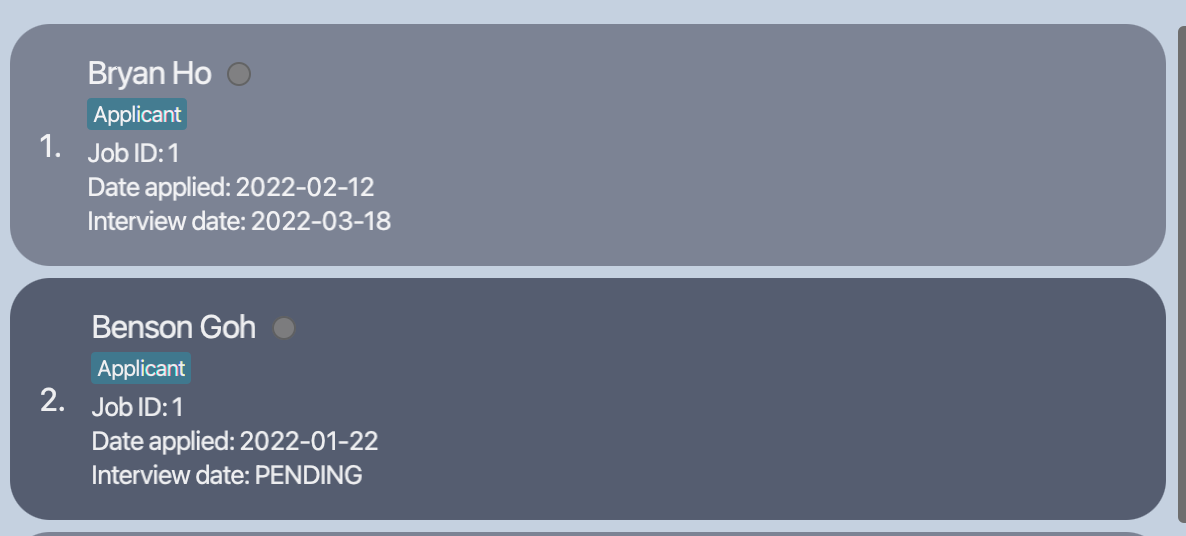 1.
Bryan Ho
Applicant
Job ID: 1
Date applied: 2022-02-12
Interview date: 2022-03-18
2.
Benson Goh
Applicant
Job ID: 1
Date applied: 2022-01-22
Interview date: PENDING